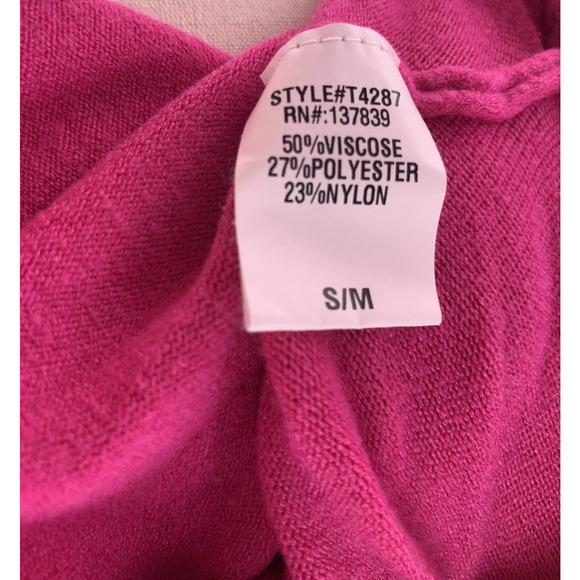 STYLE#T4287
RN#:137839
50%VISCOSE
27%POLYESTER
23%NYLON
S/M